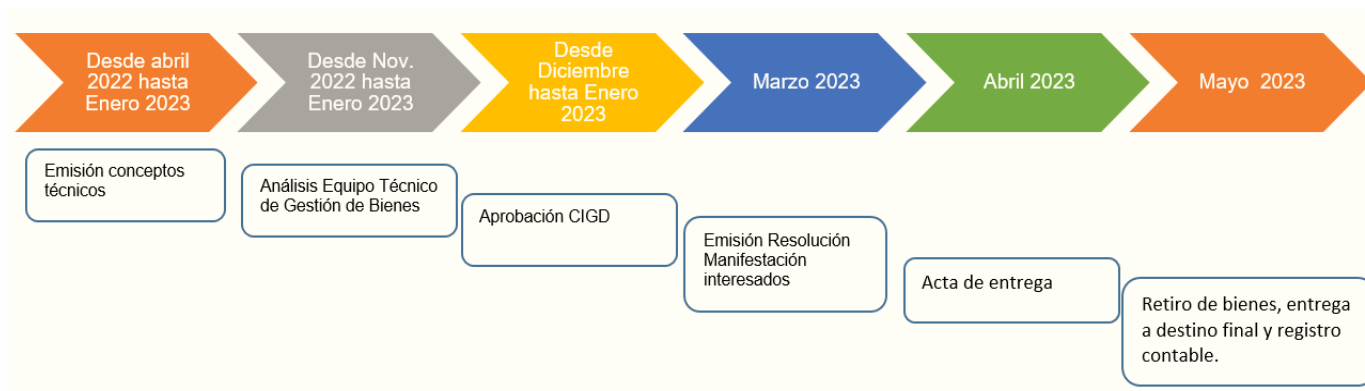 Desde abril
2022 hasta
Enero 2023
Desde Nov.
2022 hasta
Enero 2023
Desde
Diciembre
hasta Enero
2023
Marzo 2023
Abril 2023
Mayo 2023
Emisión conceptos
técnicos
Análisis Equipo Técnico
de Gestión de Bienes
Aprobación CIGD
Emisión Resolución
Manifestación
interesados
Acta de entrega
Retiro de bienes, entrega
a destino final y registro
contable.